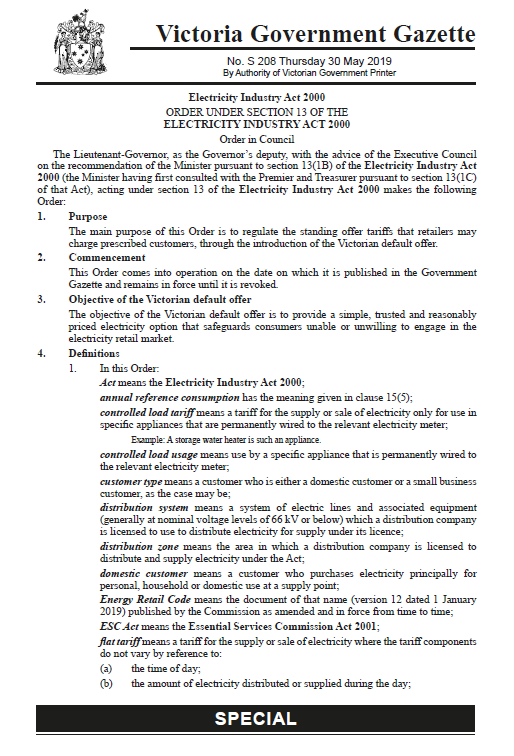 Victoria Government Gazette
No. S 208 Thursday 30 May 2019
By Authority of Victorian Government Printer
Electricity Industry Act 2000
ORDER UNDER SECTION 13 OF THE
ELECTRICITY INDUSTRY ACT 2000
Order in Council
The Lieutenant-Governor, as the Governor's deputy, with the advice of the Executive Council
on the recommendation of the Minister pursuant to section 13(1B) of the Electricity Industry Act
2000 (the Minister having first consulted with the Premier and Treasurer pursuant to section 13(1C)
of that Act), acting under section 13 of the Electricity Industry Act 2000 makes the following
Order:
1. Purpose
The main purpose of this Order is to regulate the standing offer tariffs that retailers may
charge prescribed customers, through the introduction of the Victorian default offer.
2. Commencement
This Order comes into operation on the date on which it is published in the Government
Gazette and remains in force until it is revoked.
3. Objective of the Victorian default offer
The objective of the Victorian default offer is to provide a simple, trusted and reasonably
priced electricity option that safeguards consumers unable or unwilling to engage in the
electricity retail market.
4. Definitions
1. In this Order:
Act means the Electricity Industry Act 2000;
annual reference consumption has the meaning given in clause 15(5);
controlled load tariff means a tariff for the supply or sale of electricity only for use in
specific appliances that are permanently wired to the relevant electricity meter;
Example: A storage water heater is such an appliance.
controlled load usage means use by a specific appliance that is permanently wired to
the relevant electricity meter;
customer type means a customer who is either a domestic customer or a small business
customer, as the case may be;
distribution system means a system of electric lines and associated equipment
(generally at nominal voltage levels of 66 kV or below) which a distribution company
is licensed to use to distribute electricity for supply under its licence;
distribution zone means the area in which a distribution company is licensed to
distribute and supply electricity under the Act;
domestic customer means a customer who purchases electricity principally for
personal, household or domestic use at a supply point;
Energy Retail Code means the document of that name (version 12 dated 1 January
2019) published by the Commission as amended and in force from time to time;
ESC Act means the Essential Services Commission Act 2001;
flat tariff means a tariff for the supply or sale of electricity where the tariff components
do not vary by reference to:
(a) the time of day;
(b) the amount of electricity distributed or supplied during the day;
SPECIAL